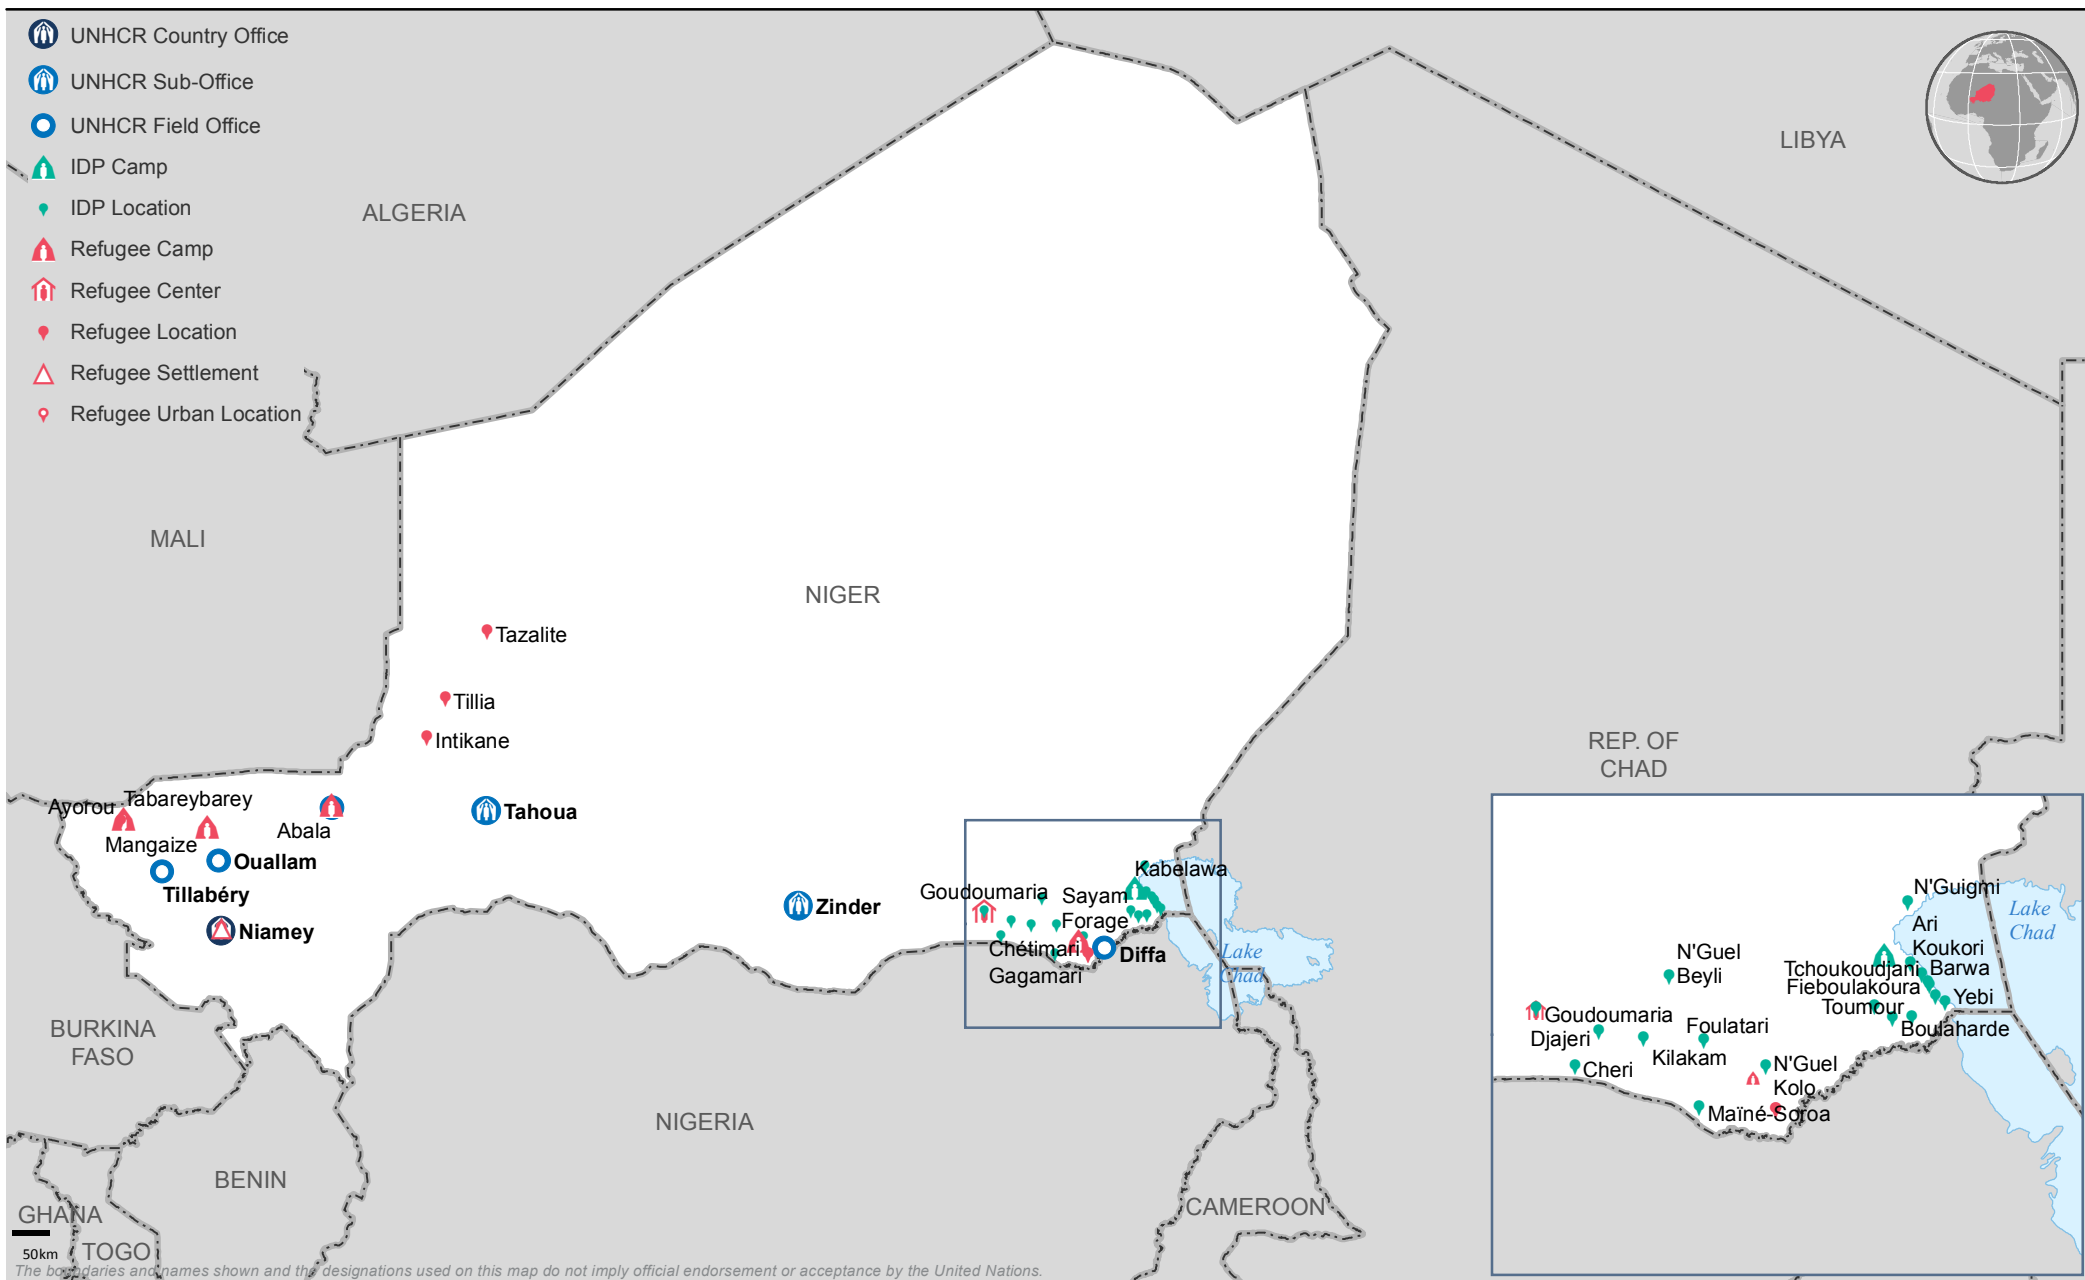 UNHCR Country Office
UNHCR Sub-Office
UNHCR Field Office
IDP Camp
IDP Location
Refugee Camp
Refugee Center
Refugee Location
Refugee Settlement
Refugee Urban Location
ALGERIA
LIBYA
MALI
NIGER
REP. OF
CHAD
Tazalite
Tillia
Intikane
Ayorou
Tabareybarey
Mangaize
Abala
Tahoua
Ouallam
Tillabéry
Niamey
Zinder
Goudoumaria
Kabelawa
Sayam
Forage
Chétimari
Gagamari
Diffa
Lake
Chad
BURKINA
FASO
BENIN
GHANA
TOGO
NIGERIA
CAMEROON
N'Guigmi
Ari
Koukori
Barwa
Lake
Chad
N'Guel
Beyli
Tchoukoudjani
Fieboulakoura
Toumour
Yebi
Boulaharde
Goudoumaria
Djajeri
Foulatari
Kilakam
Cheri
N'Guel
Kolo
Maïné-Soroa
50km
The boundaries and names shown and the designations used on this map do not imply official endorsement or acceptance by the United Nations.